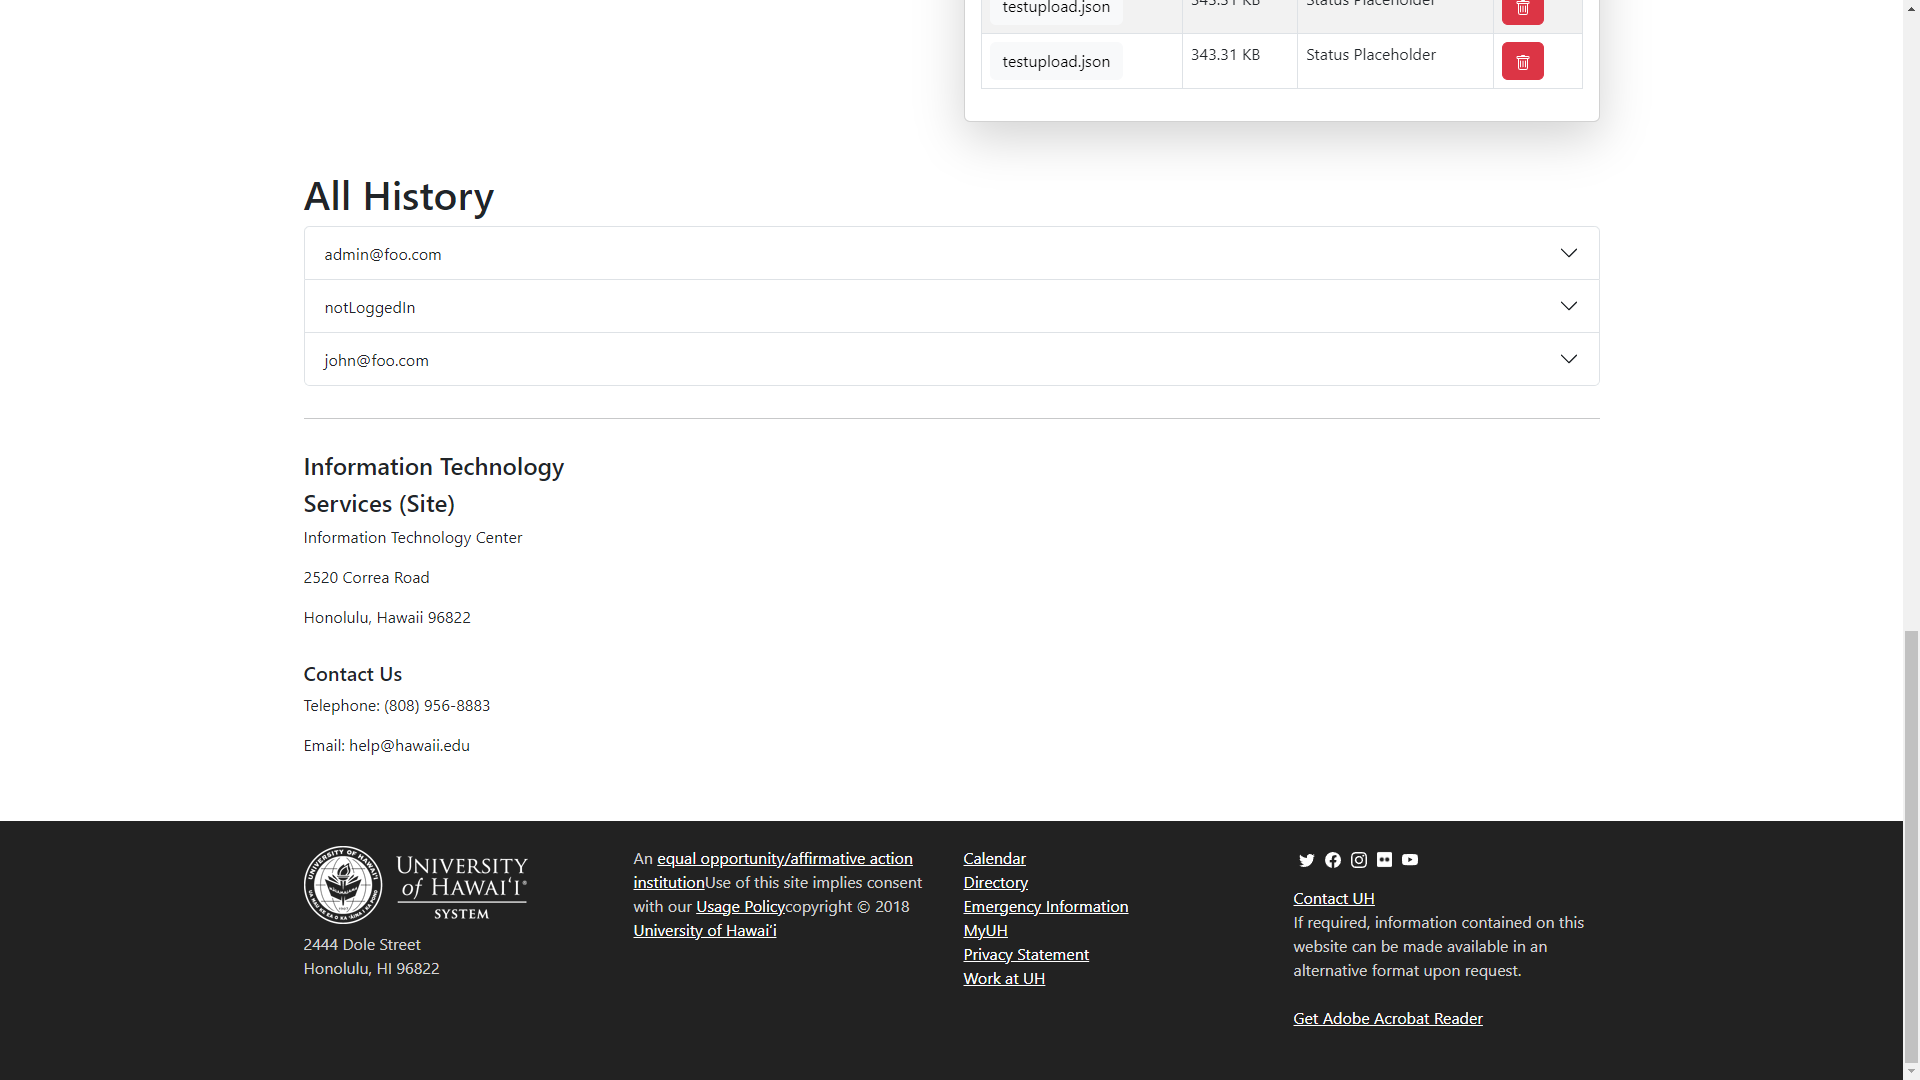 testupload.json 343.31 KB Status Placeholder
testupload.json 343.31 KB Status Placeholder
All History
admin@foo.com
notLoggedIn
john@foo.com
Information Technology
Services (Site)
Information Technology Center
2520 Correa Road
Honolulu, Hawaii 96822
Contact Us
Telephone: (808) 956-8883
Email: help@hawaii.edu
UNIVERSITY
of HAWAIʻI®
SYSTEM
2444 Dole Street
Honolulu, HI 96822
An equal opportunity/affirmative action
institutionUse of this site implies consent
with our Usage Policycopyright © 2018
University of Hawaiʻi
Calendar
Directory
Emergency Information
MyUH
Privacy Statement
Work at UH
Contact UH
If required, information contained on this
website can be made available in an
alternative format upon request.
Get Adobe Acrobat Reader